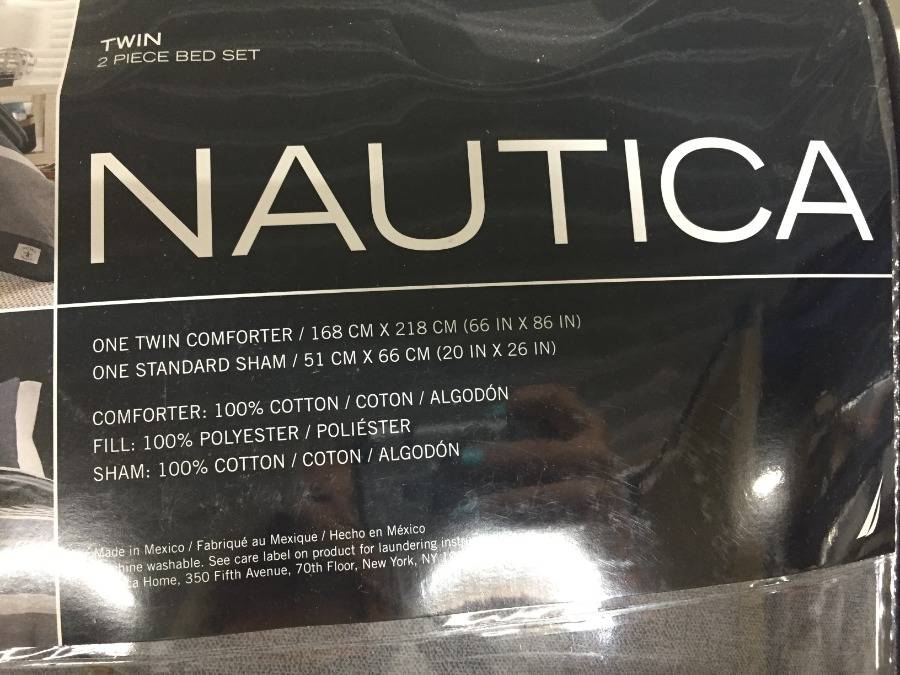 TWIN
2 PIECE BED SET
NAUTICA
ONE TWIN COMFORTER / 168 CM X 218 CM (66 IN X 86 IN)
ONE STANDARD SHAM / 51 CM X 66 CM (20 IN X 26 IN)
COMFORTER: 100% COTTON / COTON / ALGODÓN
FILL: 100% POLYESTER / POLIÉSTER
SHAM: 100% COTTON / COTON / ALGODÓN
Made in Mexico / Fabriqué au Mexique / Hecho en México
washable. See care label on product for laundering
Home, 350 Fifth Avenue, 70th Floor, New York, NY